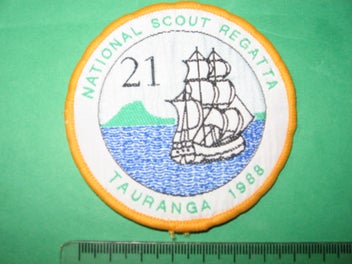 NATIONAL SCOUT REGATTA
21
TAURANGA 1988